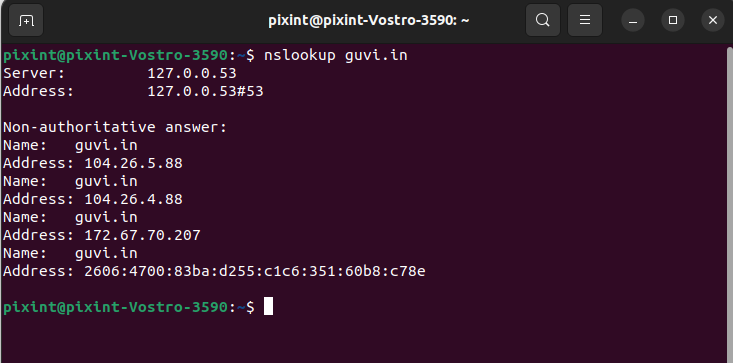 pixint@pixint-Vostro-3590: ~
pixint@pixint-Vostro-3590:~$ nslookup guvi.in
Server:         127.0.0.53
Address:        127.0.0.53#53

Non-authoritative answer:
Name:   guvi.in
Address: 104.26.5.88
Name:   guvi.in
Address: 104.26.4.88
Name:   guvi.in
Address: 172.67.70.207
Name:   guvi.in
Address: 2606:4700:83ba:d255:c1c6:351:60b8:c78e

pixint@pixint-Vostro-3590:~$